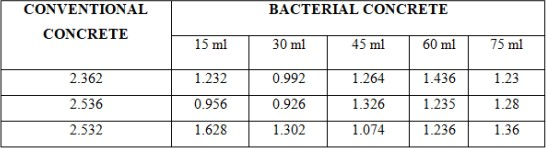 CONVENTIONAL CONCRETE BACTERIAL CONCRETE
15 ml 30 ml 45 ml 60 ml 75 ml
2.362 1.232 0.992 1.264 1.436 1.23
2.536 0.956 0.926 1.326 1.235 1.28
2.532 1.628 1.302 1.074 1.236 1.36